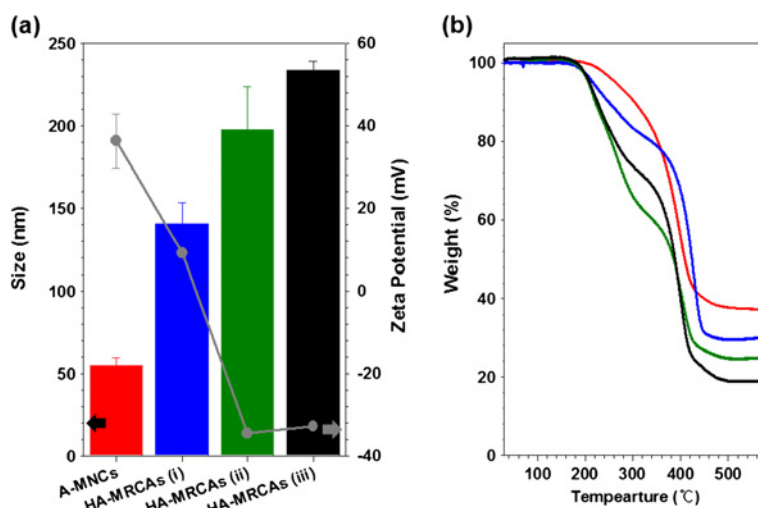 (a)
250
200
150
100
50
0
Size (nm)
60
40
20
0
-20
-40
Zeta Potential (mV)
A-MNCs
HA-MRCAs (i)
HA-MRCAs (ii)
HA-MRCAs (iii)
(b)
100
80
60
40
20
0
Weight (%)
100 200 300 400 500
Tempearture (℃)